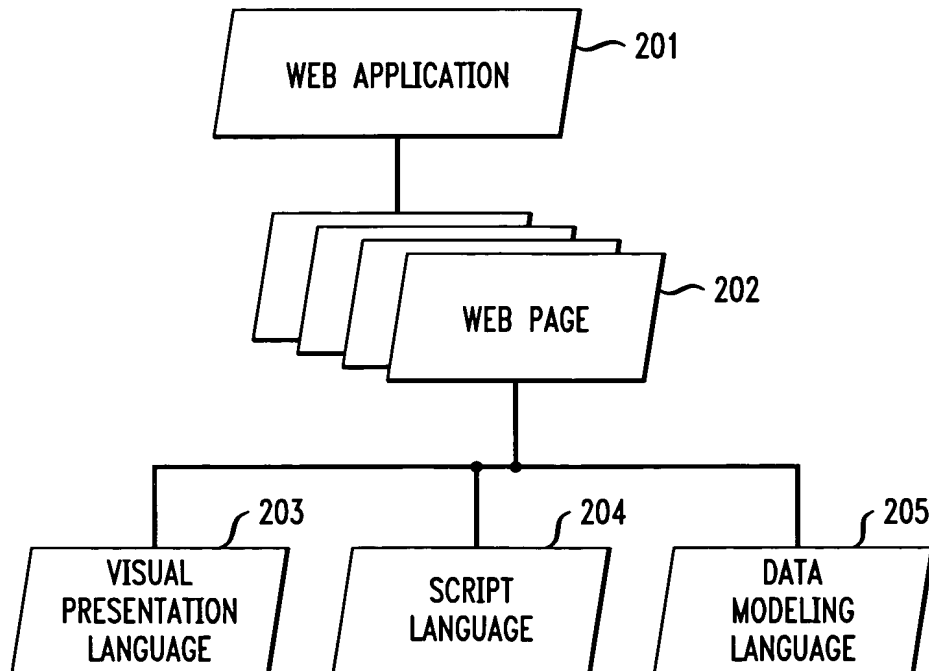 WEB APPLICATION
201
WEB PAGE
202
203
VISUAL
PRESENTATION
LANGUAGE
204
SCRIPT
LANGUAGE
205
DATA
MODELING
LANGUAGE